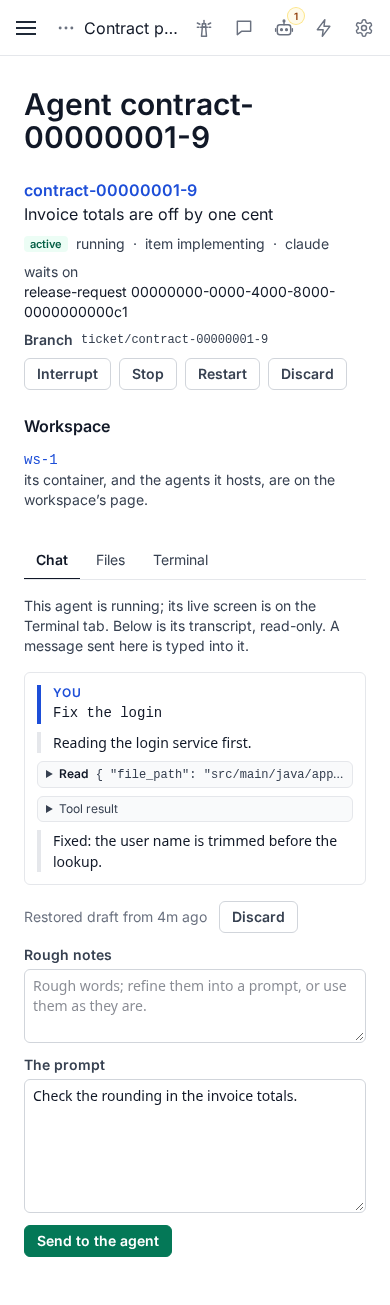 Contract p...
1
Agent contract-
00000001-9
contract-00000001-9
Invoice totals are off by one cent
active running · item implementing · claude
waits on
release-request 00000000-0000-4000-8000-
0000000000c1
Branch ticket/contract-00000001-9
Interrupt Stop Restart Discard
Workspace
ws-1
its container, and the agents it hosts, are on the
workspace’s page.
Chat Files Terminal
This agent is running; its live screen is on the
Terminal tab. Below is its transcript, read-only. A
message sent here is typed into it.
YOU
Fix the login
Reading the login service first.
Read { "file_path": "src/main/java/app...
Tool result
Fixed: the user name is trimmed before the
lookup.
Restored draft from 4m ago Discard
Rough notes
Rough words; refine them into a prompt, or use
them as they are.
The prompt
Check the rounding in the invoice totals.
Send to the agent